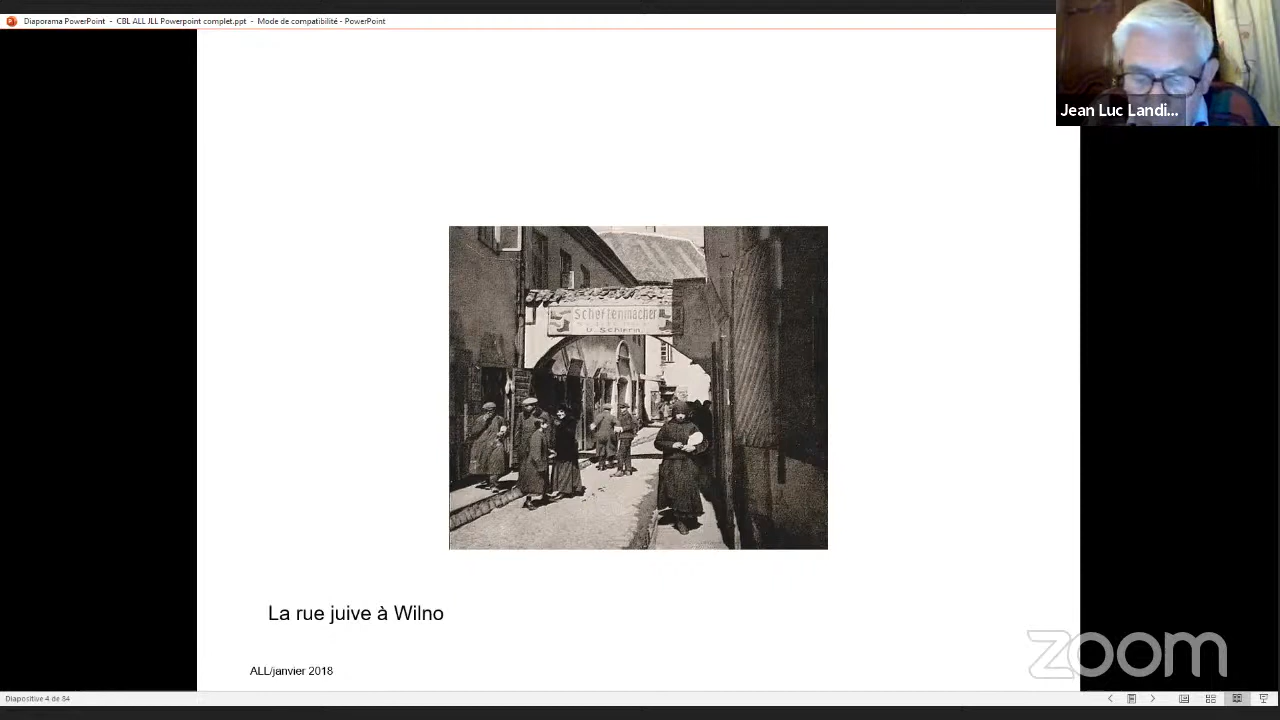 Diaporama PowerPoint - CBL ALL JLL Powerpoint complet.ppt - Mode de compatibilité - PowerPoint
Jean Luc Landi...
Scheftenmacher
La rue juive à Wilno
zoom
ALL/janvier 2018
Diapositive 4 de 54